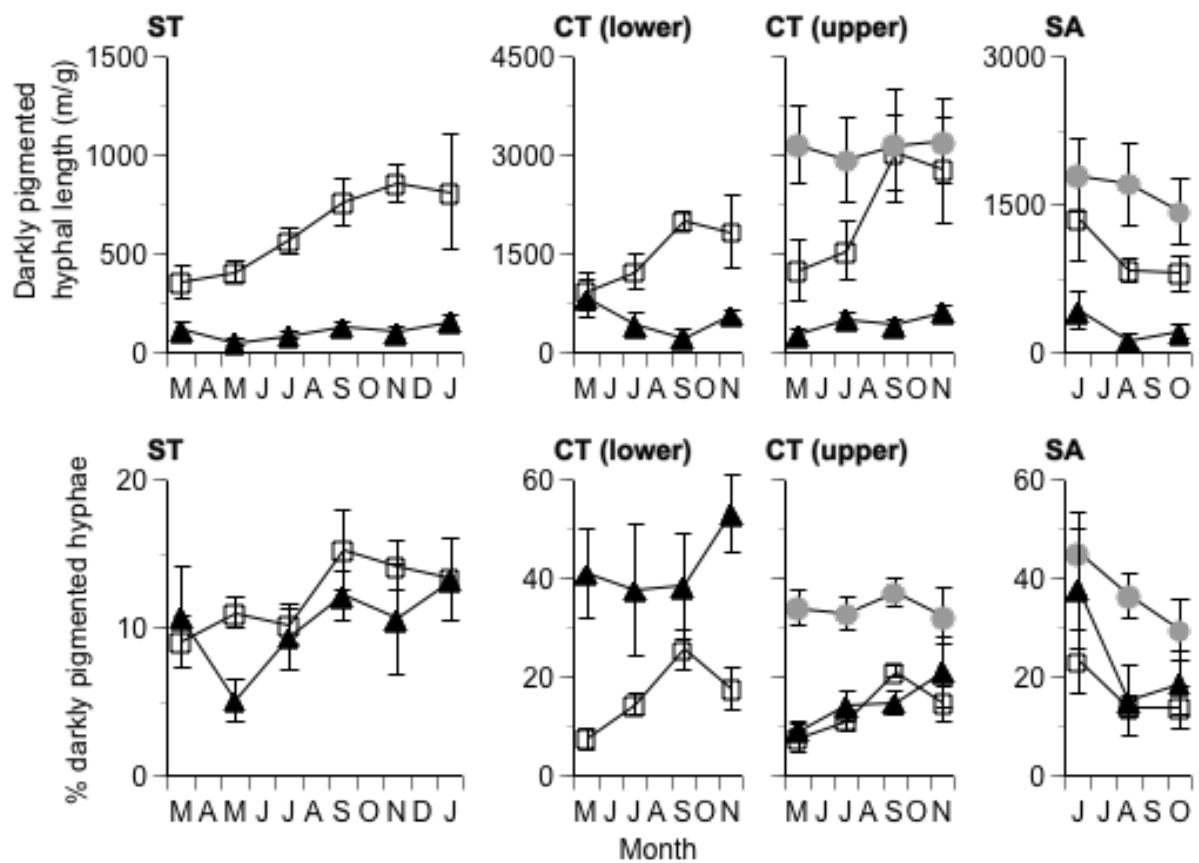 ST CT (lower) CT (upper) SA
Darkly pigmented
hyphal length (m/g)
1500 4500 3000
1000 3000
1500
500 1500
0 0 0
M A M J J A S O N D J M J J A S O N M J J A S O N J J A S O
ST CT (lower) CT (upper) SA
% darkly pigmented hyphae
20 60 60
40 40
10
20 20
0 0 0
M A M J J A S O N D J M J J A S O N M J J A S O N J J A S O
Month